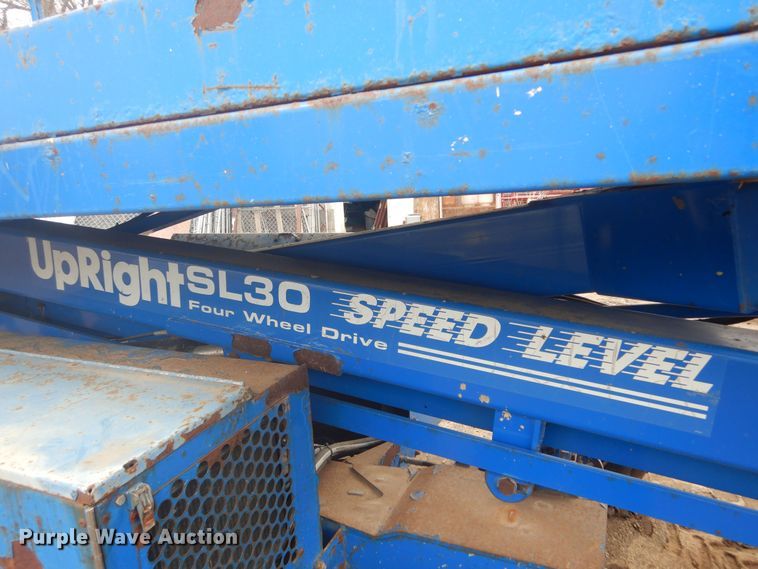 UpRight SL30 SPEED LEVEL
Four Wheel Drive
Purple Wave Auction